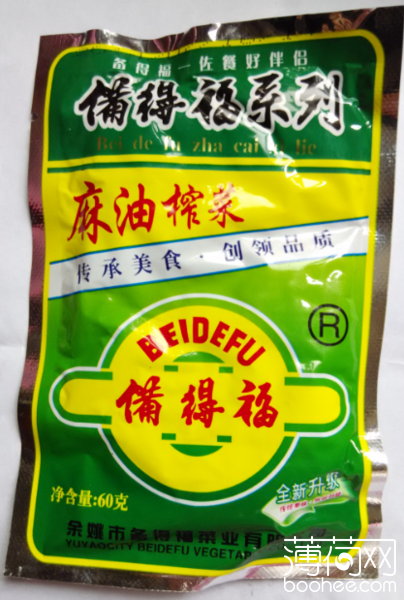 备得福—佐餐好伴侣
備得福系列
Bei de fu zha cai xi lie
麻油榨菜
传承美食·创领品质
®
BEIDEFU
備得福
净含量:60克
全新升级
余姚市备得福菜业有限
YUYAOCITY BEIDEFU VEGETAB
薄荷网
boohee.com